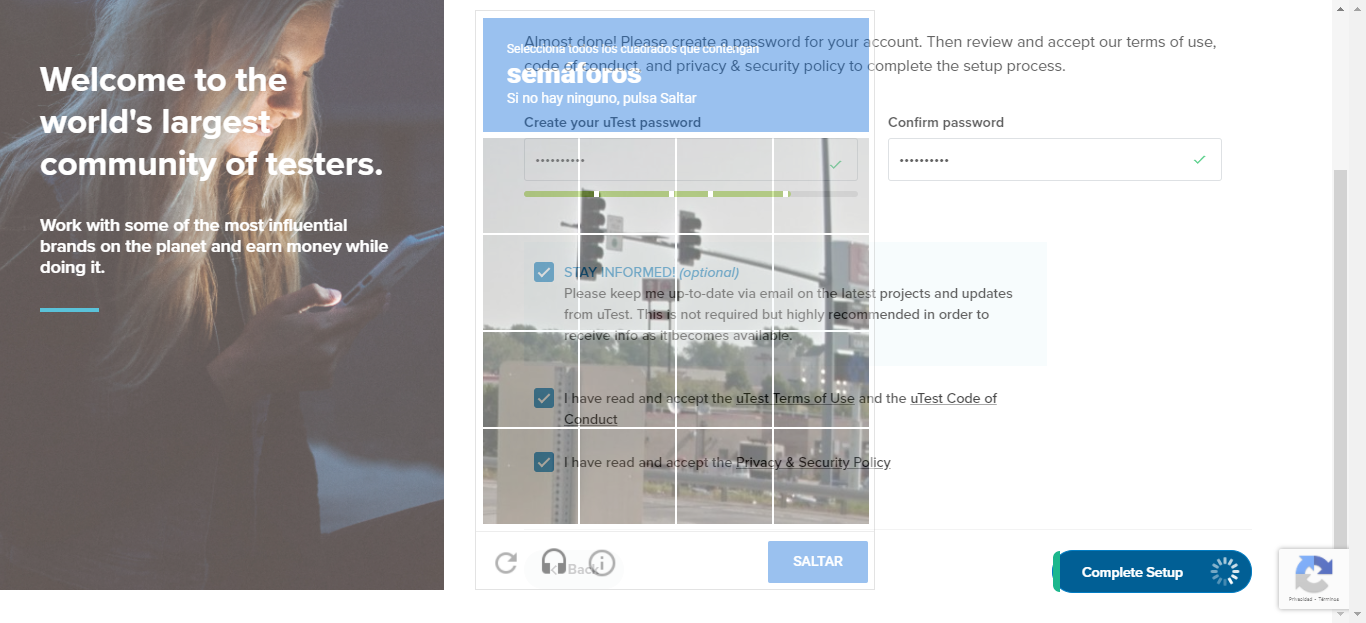 Welcome to the
world's largest
community of testers.
Work with some of the most influential
brands on the planet and earn money while
doing it.
Almost done! Please create a password for your account. Then review and accept our terms of use,
code of conduct, and privacy & security policy to complete the setup process.
Selecciona todos los cuadrados que contengan
semáforos
Si no hay ninguno, pulsa Saltar
Create your uTest password
Confirm password
••••••••••
••••••••••
STAY INFORMED! (optional)
Please keep me up-to-date via email on the latest projects and updates
from uTest. This is not required but highly recommended in order to
receive info as it becomes available.
I have read and accept the uTest Terms of Use and the uTest Code of
Conduct
I have read and accept the Privacy & Security Policy
<< Back
SALTAR
Complete Setup
Privacidad - Términos